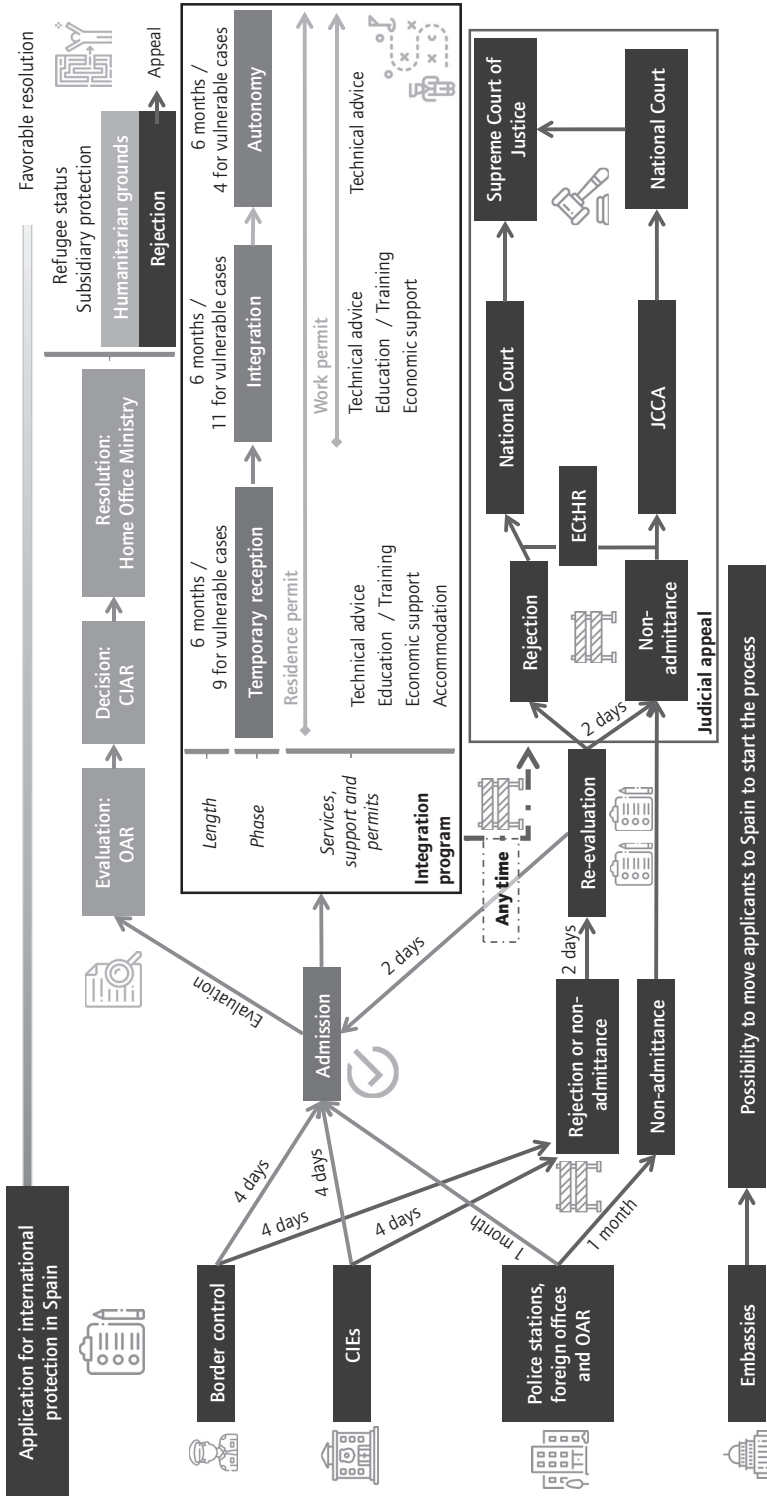 Application for international
protection in Spain
Favorable resolution
Border control
CIEs
Police stations,
foreign offices
and OAR
Embassies
4 days
4 days
4 days
4 days
1 month
1 month
Admission
Rejection or non-
admittance
Non-admittance
Possibility to move applicants to Spain to start the process
Evaluation
2 days
2 days
Evaluation:
OAR
Decision:
CIAR
Resolution:
Home Office Ministry
Refugee status
Subsidiary protection
Humanitarian grounds
Rejection
Appeal
Length
6 months /
9 for vulnerable cases
6 months /
11 for vulnerable cases
6 months /
4 for vulnerable cases
Phase
Temporary reception
Integration
Autonomy
Services,
support and
permits
Residence permit
Work permit
Technical advice
Education / Training
Economic support
Accommodation
Technical advice
Education / Training
Economic support
Technical advice
Integration
program
Any time
Re-evaluation
2 days
Rejection
Non-
admittance
ECtHR
National Court
JCCA
Supreme Court of
Justice
National Court
Judicial appeal